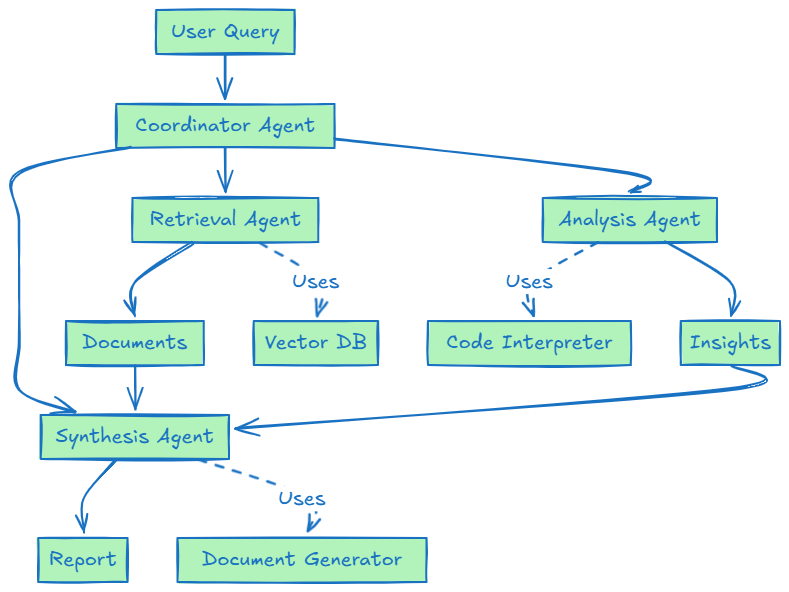 User Query
Coordinator Agent
Retrieval Agent
Analysis Agent
Uses
Uses
Documents
Vector DB
Code Interpreter
Insights
Synthesis Agent
Uses
Report
Document Generator